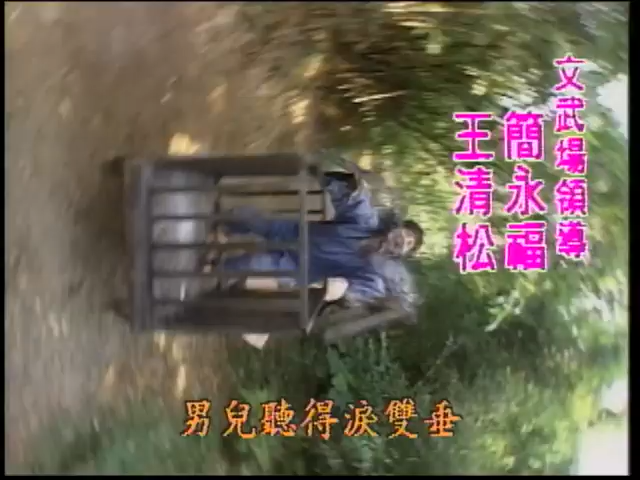 文武場領導
簡永福
王清松
男兒聽得淚雙垂